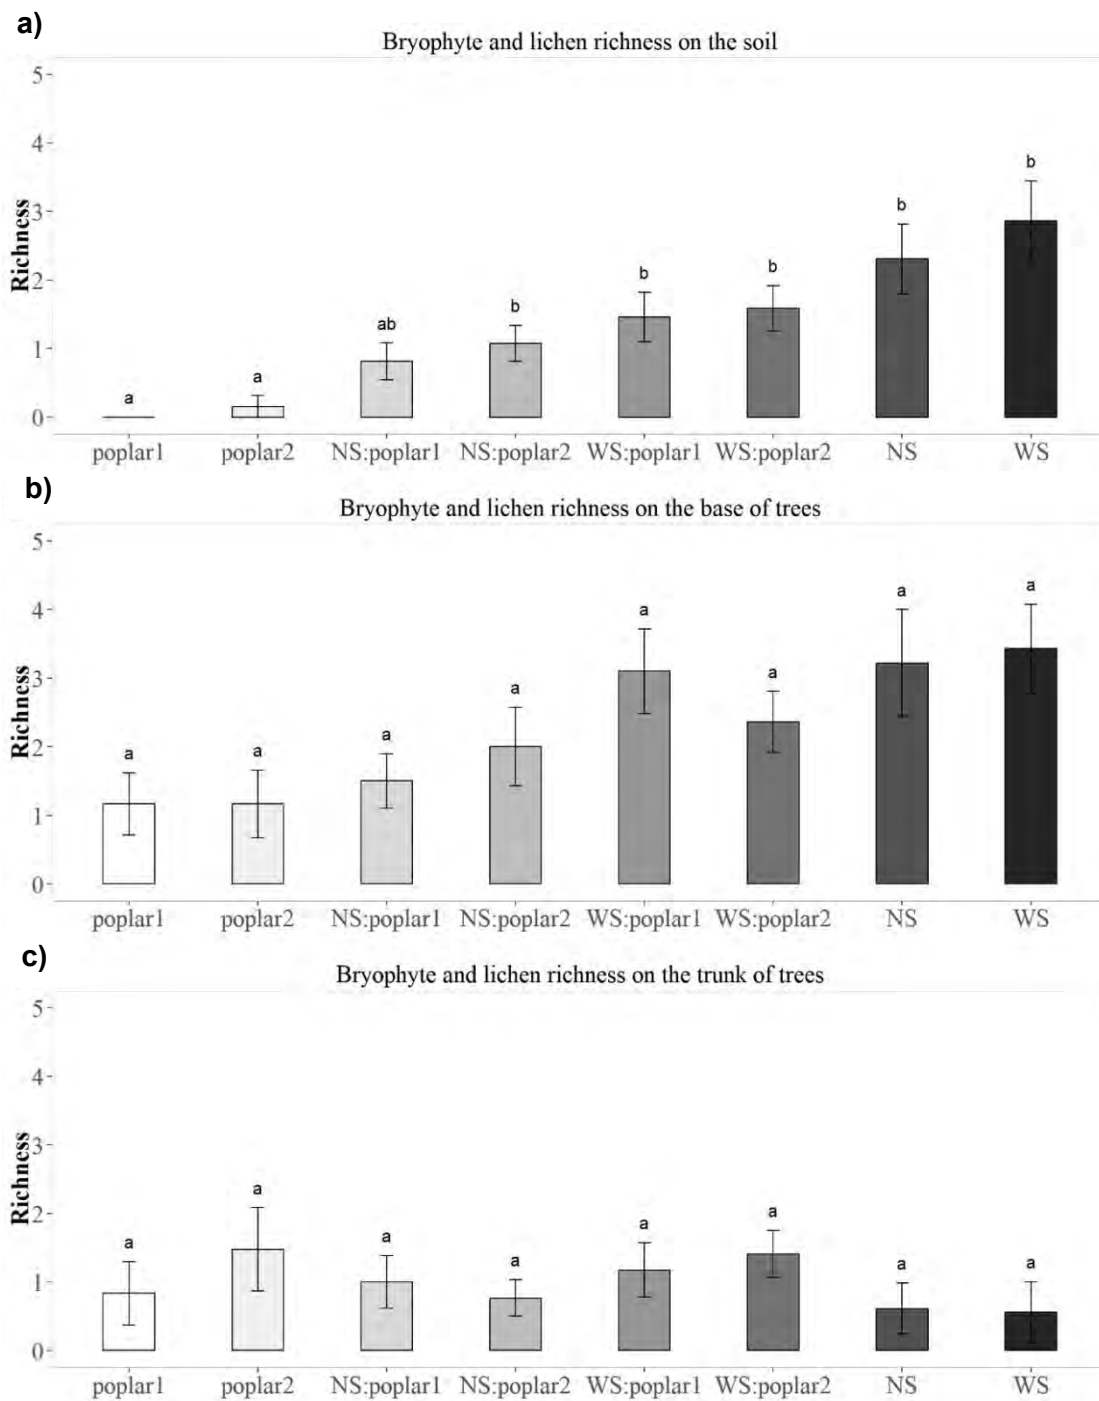 a)
Bryophyte and lichen richness on the soil
5
4
3
2
1
0
Richness
a
a
ab
b
b
b
b
b
poplar1 poplar2 NS:poplar1 NS:poplar2 WS:poplar1 WS:poplar2 NS WS
b)
Bryophyte and lichen richness on the base of trees
5
4
3
2
1
0
Richness
a
a
a
a
a
a
a
a
poplar1 poplar2 NS:poplar1 NS:poplar2 WS:poplar1 WS:poplar2 NS WS
c)
Bryophyte and lichen richness on the trunk of trees
5
4
3
2
1
0
Richness
a
a
a
a
a
a
a
a
poplar1 poplar2 NS:poplar1 NS:poplar2 WS:poplar1 WS:poplar2 NS WS